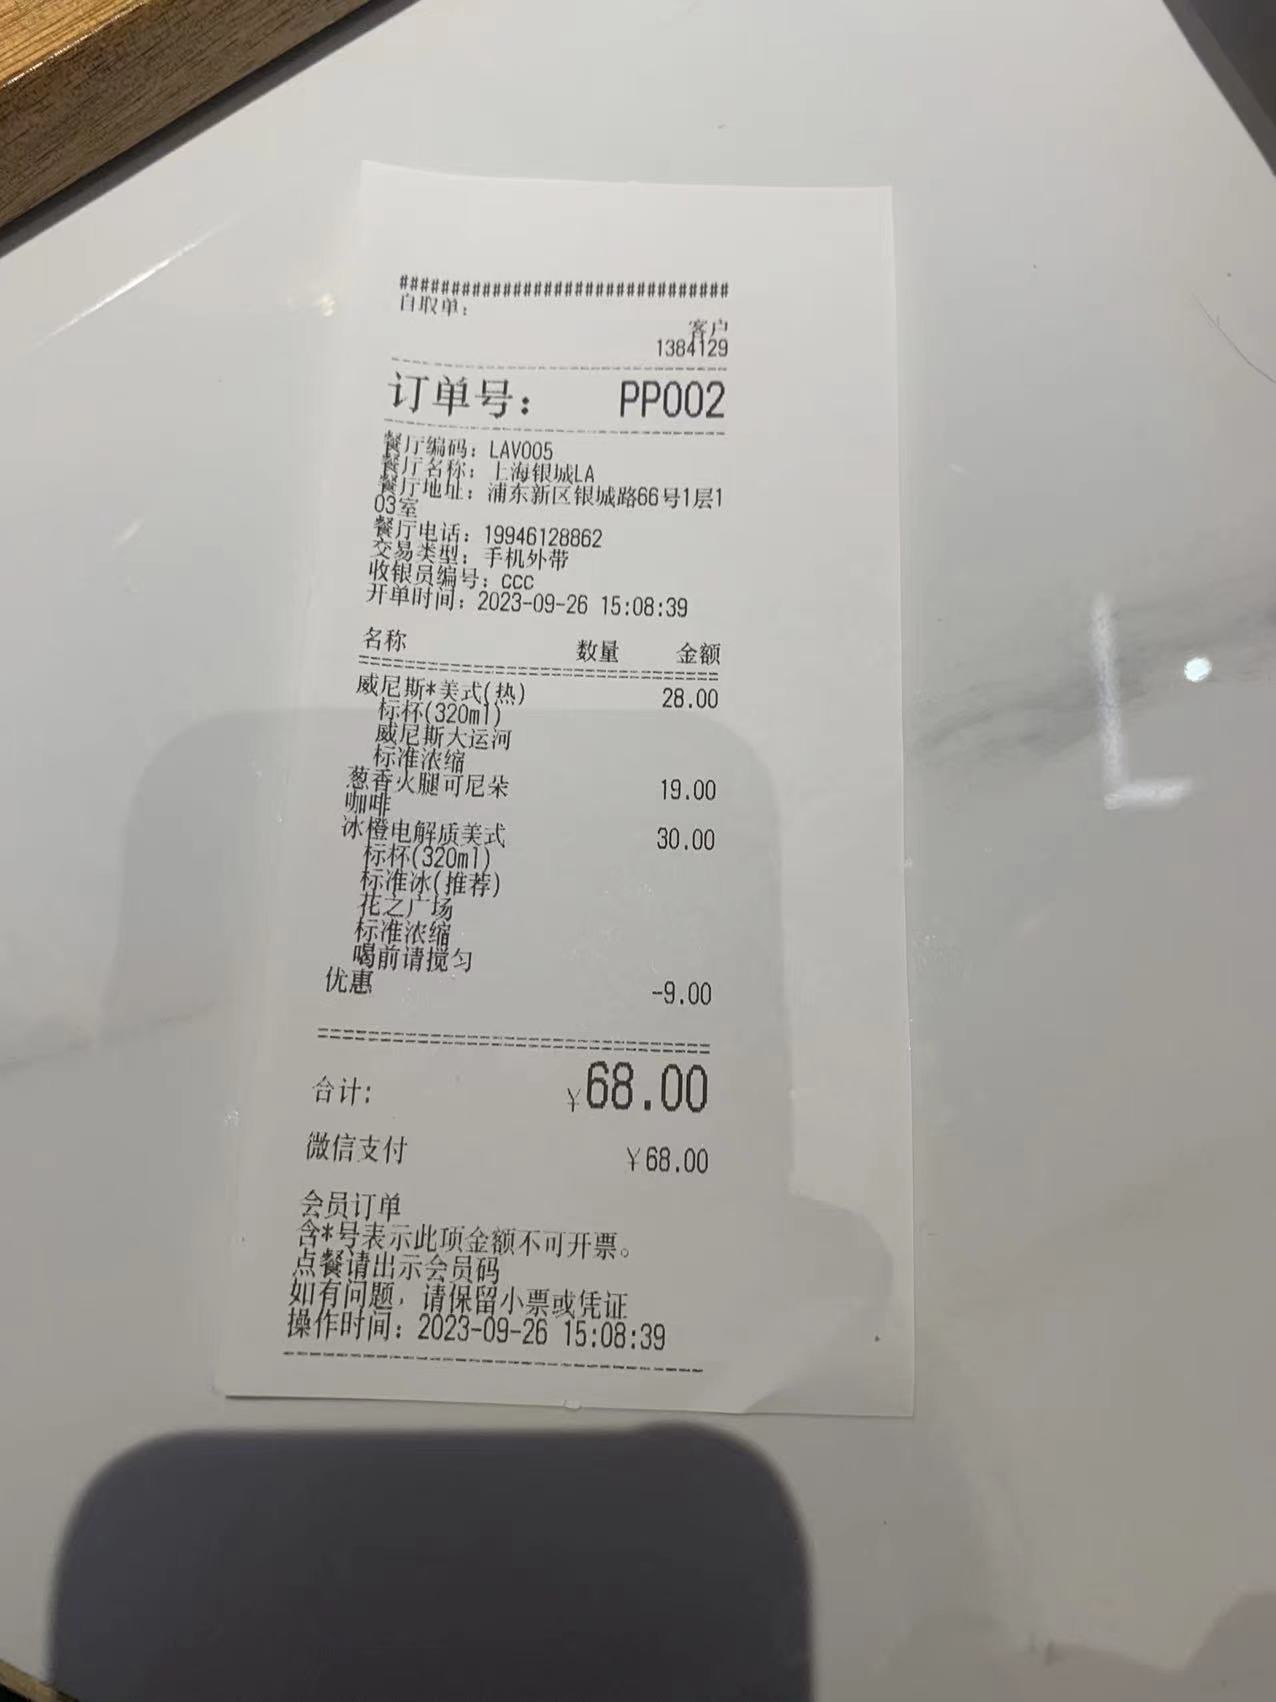 ################################
自取单：
客户
1384129
订单号： PP002
餐厅编码：LAV005
餐厅名称：上海银城LA
餐厅地址：浦东新区银城路66号1层1
03室
餐厅电话：19946128862
交易类型：手机外带
收银员编号：ccc
开单时间：2023-09-26 15:08:39
名称 数量 金额
威尼斯*美式(热) 28.00
标杯(320ml)
威尼斯大运河
标准浓缩
葱香火腿可尼朵 19.00
咖啡
冰橙电解质美式 30.00
标杯(320ml)
标准冰(推荐)
花之广场
标准浓缩
喝前请搅匀
优惠 -9.00
合计: ￥68.00
微信支付 ￥68.00
会员订单
含*号表示此项金额不可开票。
点餐请出示会员码
如有问题，请保留小票或凭证
操作时间：2023-09-26 15:08:39